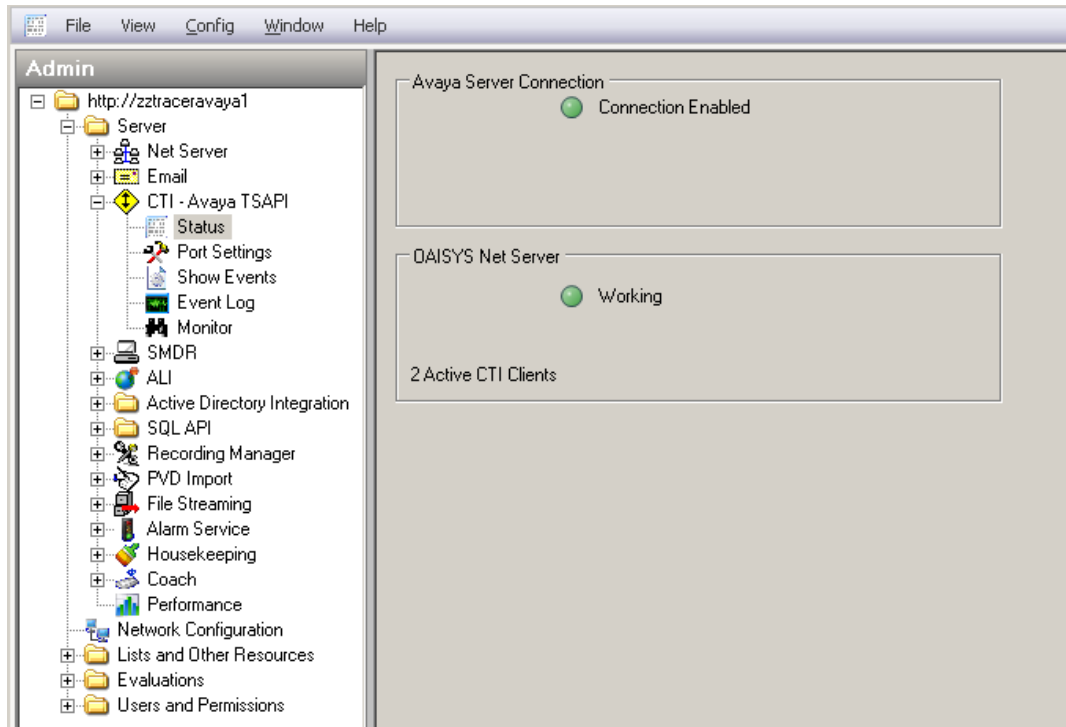 File View Config Window Help
Admin
http://zztraceravaya1
Server
Net Server
Email
CTI - Avaya TSAPI
Status
Port Settings
Show Events
Event Log
Monitor
SMDR
ALI
Active Directory Integration
SQL API
Recording Manager
PVD Import
File Streaming
Alarm Service
Housekeeping
Coach
Performance
Network Configuration
Lists and Other Resources
Evaluations
Users and Permissions
Avaya Server Connection
Connection Enabled
OAISYS Net Server
Working
2 Active CTI Clients